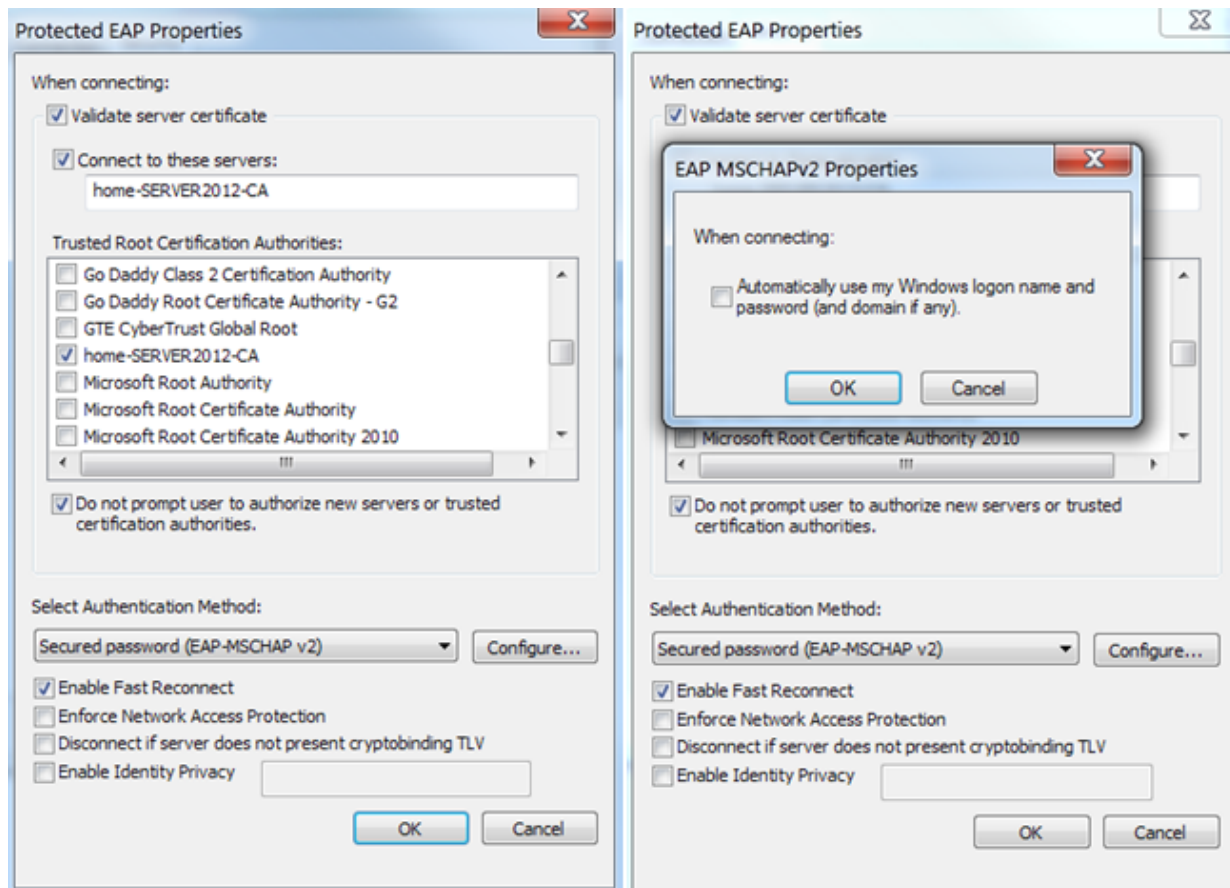 Protected EAP Properties
When connecting:
Validate server certificate
Connect to these servers:
home-SERVER2012-CA
Trusted Root Certification Authorities:
Go Daddy Class 2 Certification Authority
Go Daddy Root Certificate Authority - G2
GTE CyberTrust Global Root
home-SERVER2012-CA
Microsoft Root Authority
Microsoft Root Certificate Authority
Microsoft Root Certificate Authority 2010
Do not prompt user to authorize new servers or trusted
certification authorities.
Select Authentication Method:
Secured password (EAP-MSCHAP v2)
Configure...
Enable Fast Reconnect
Enforce Network Access Protection
Disconnect if server does not present cryptobinding TLV
Enable Identity Privacy
OK
Cancel
Protected EAP Properties
When connecting:
Validate server certificate
EAP MSCHAPv2 Properties
When connecting:
Automatically use my Windows logon name and
password (and domain if any).
OK
Cancel
Microsoft Root Certificate Authority 2010
Do not prompt user to authorize new servers or trusted
certification authorities.
Select Authentication Method:
Secured password (EAP-MSCHAP v2)
Configure...
Enable Fast Reconnect
Enforce Network Access Protection
Disconnect if server does not present cryptobinding TLV
Enable Identity Privacy
OK
Cancel